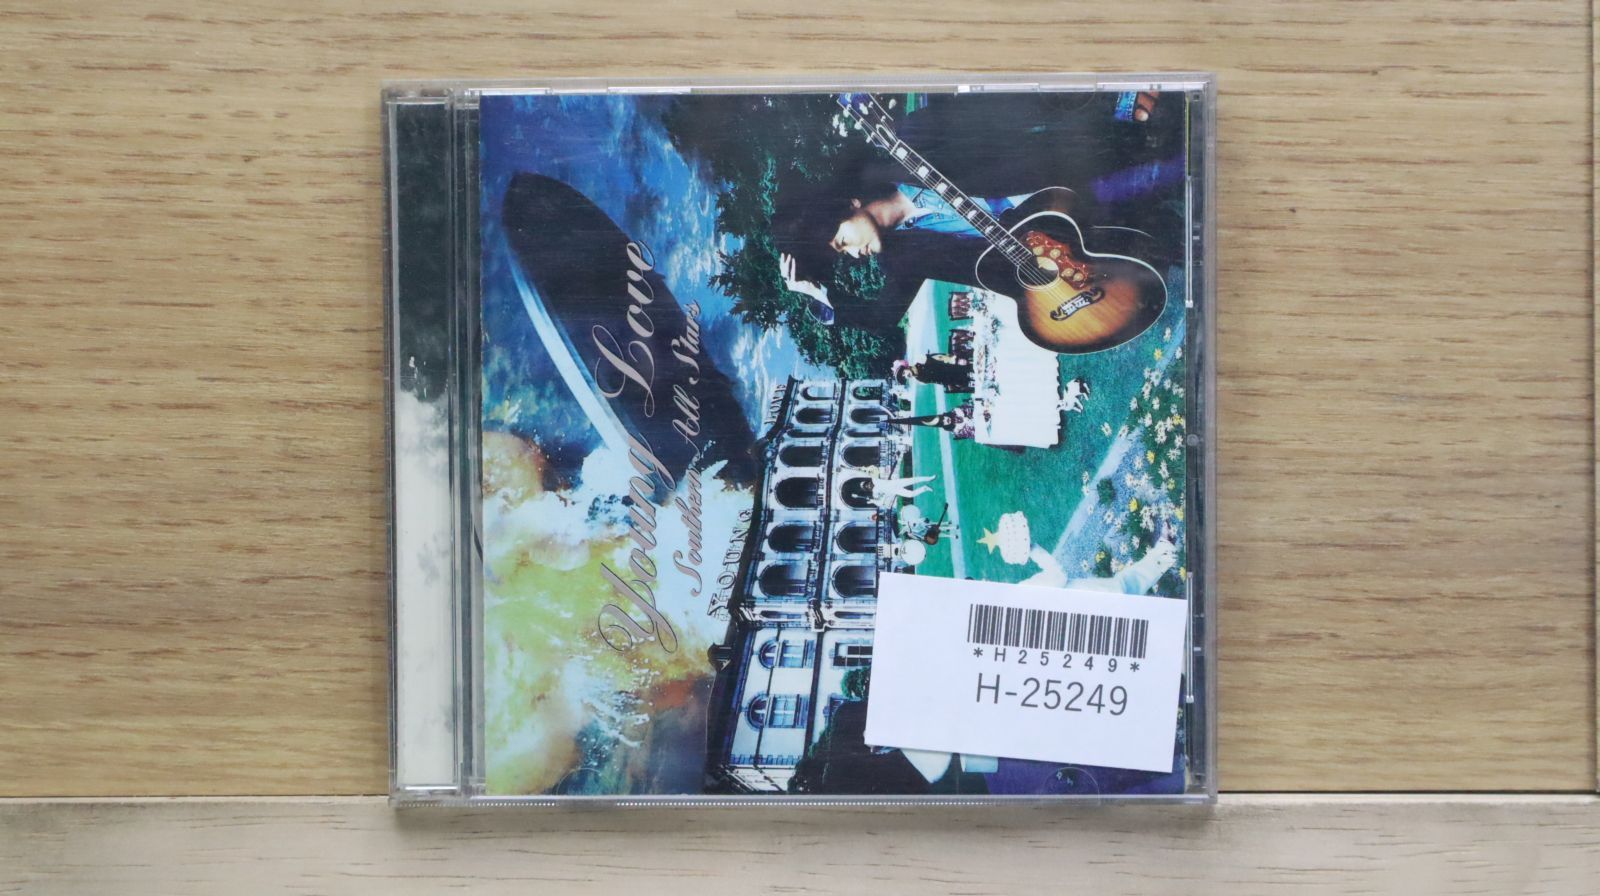 Young Love
Southern All Stars
YOUNG
LOVE
*H25249*
H-25249